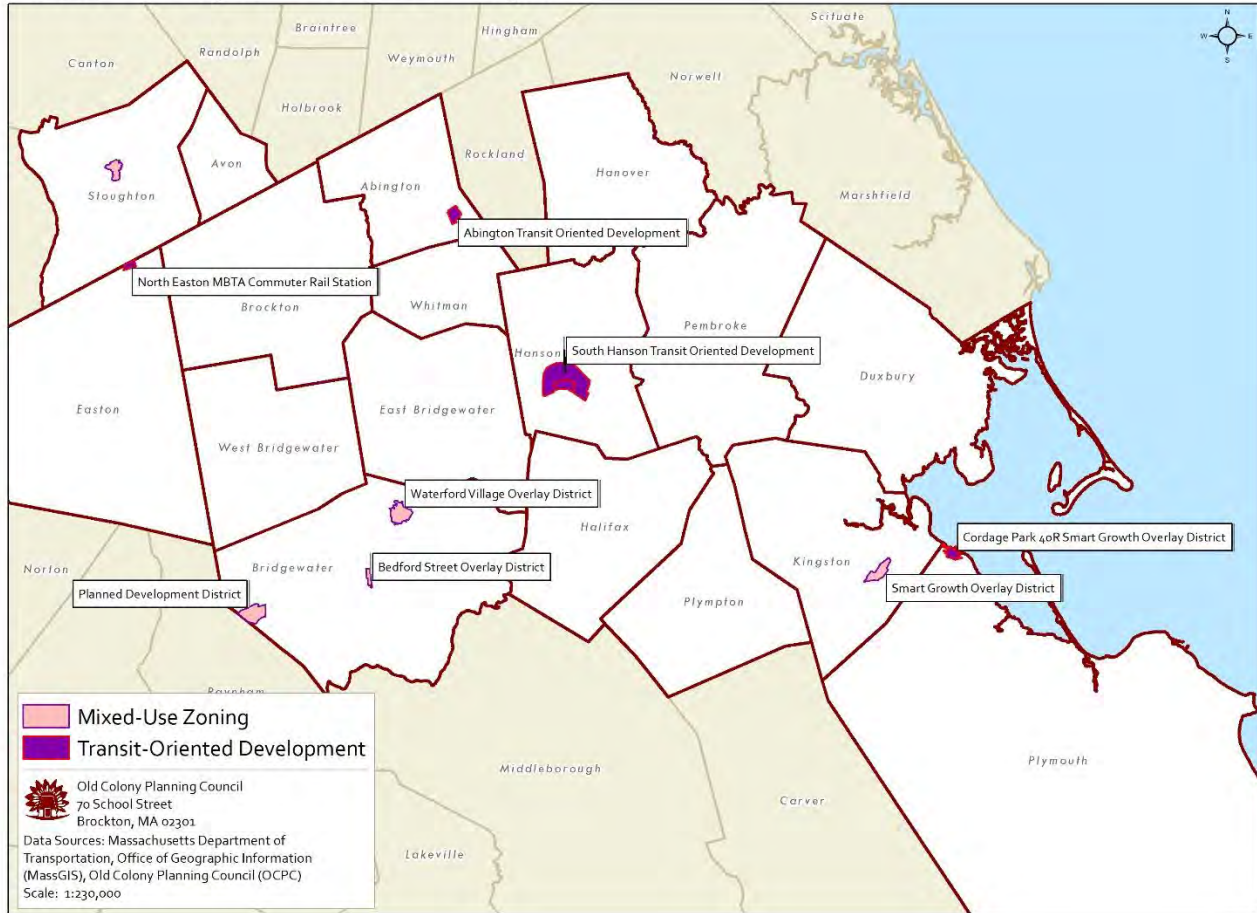 Scituate
Braintree
Hingham
Randolph
Weymouth
Canton
Norwell
Holbrook
Rockland
Avon
Hanover
Abington
Stoughton
Marshfield
Abington Transit Oriented Development
North Easton MBTA Commuter Rail Station
Brockton
Whitman
Pembroke
South Hanson Transit Oriented Development
Hanson
Duxbury
Easton
East Bridgewater
West Bridgewater
Waterford Village Overlay District
Halifax
Cordage Park 40R Smart Growth Overlay District
Kingston
Bedford Street Overlay District
Bridgewater
Norton
Smart Growth Overlay District
Planned Development District
Plympton
Raynham
Plymouth
Middleborough
Carver
Lakeville
N
W
E
S
Mixed-Use Zoning
Transit-Oriented Development
Old Colony Planning Council
70 School Street
Brockton, MA 02301
Data Sources: Massachusetts Department of
Transportation, Office of Geographic Information
(MassGIS), Old Colony Planning Council (OCPC)
Scale: 1:230,000